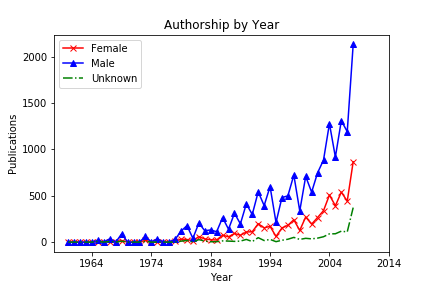 Authorship by Year
Female
Male
Unknown
Publications
2000
1500
1000
500
0
1964 1974 1984 1994 2004 2014
Year